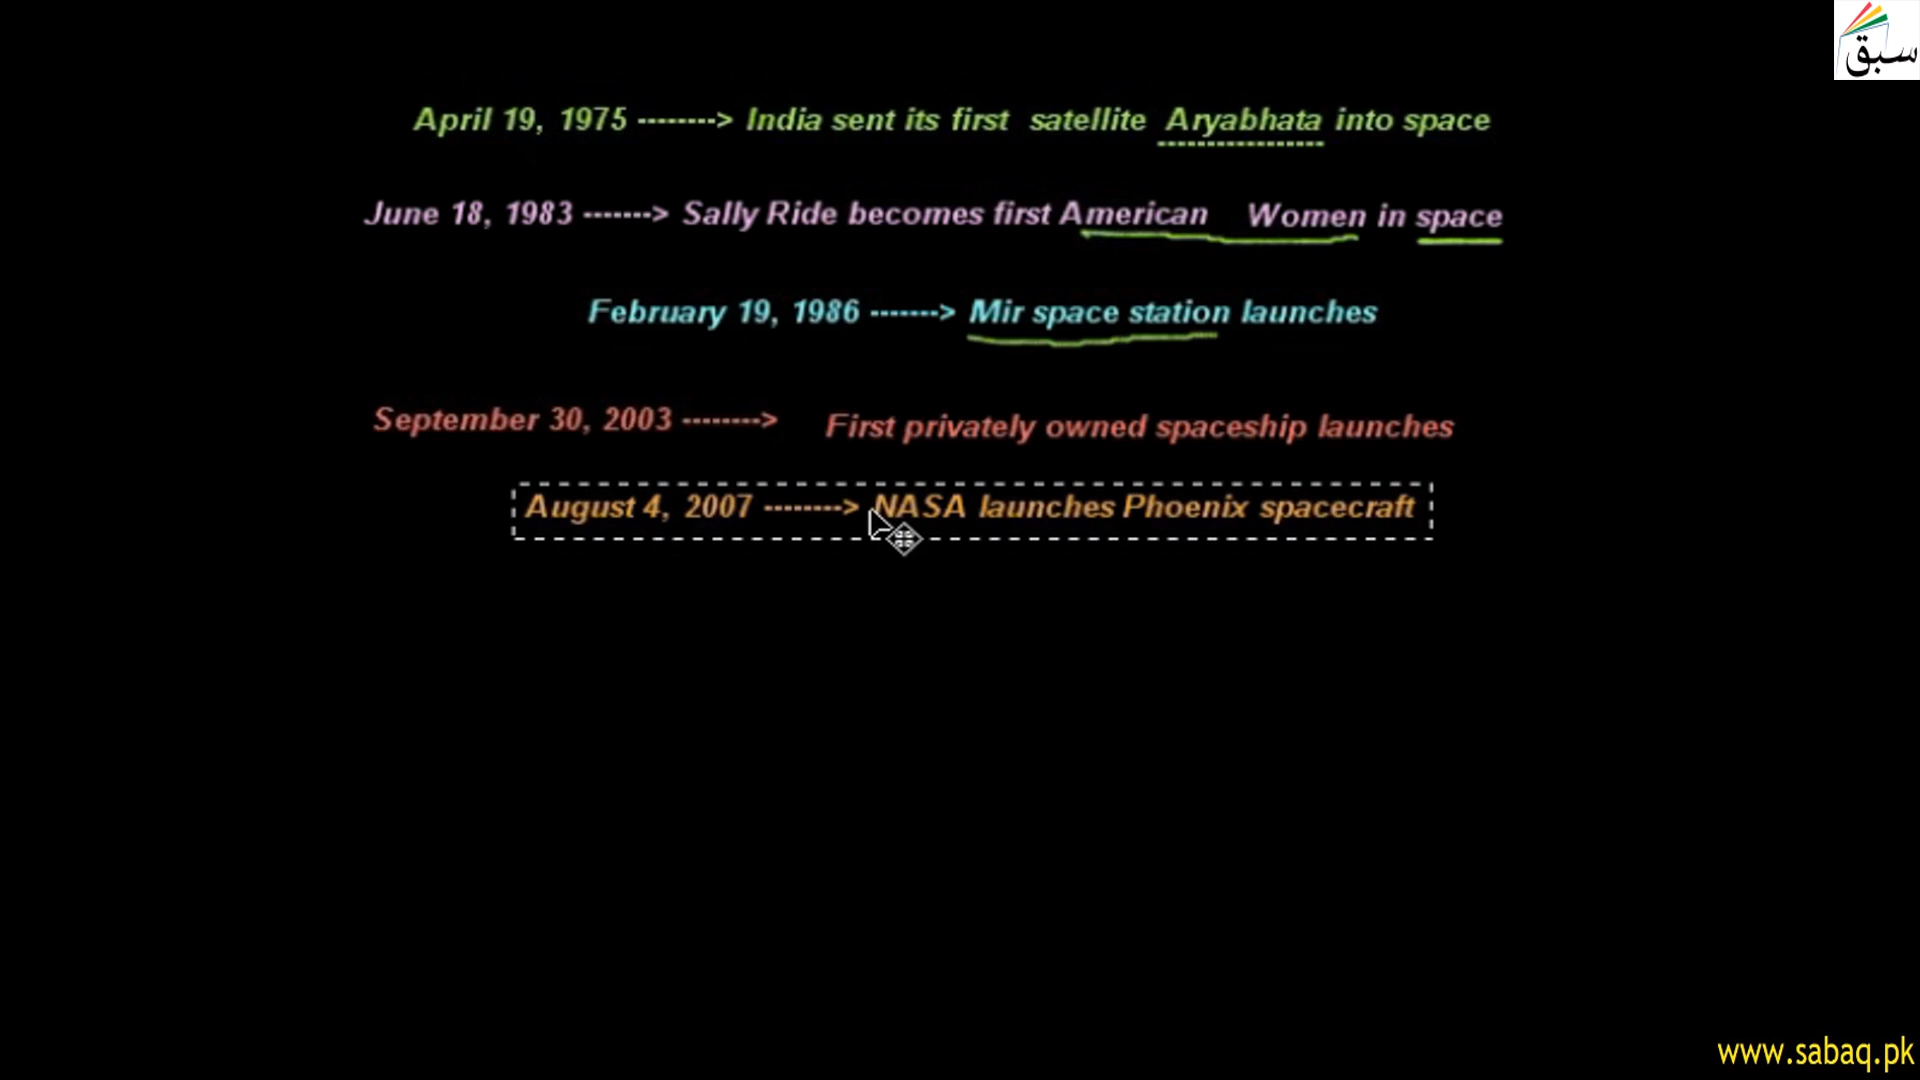 سبق
April 19, 1975 --------> India sent its first satellite Aryabhata into space
June 18, 1983 -------> Sally Ride becomes first American Women in space
February 19, 1986 -------> Mir space station launches
September 30, 2003 --------> First privately owned spaceship launches
August 4, 2007 --------> NASA launches Phoenix spacecraft
www.sabaq.pk